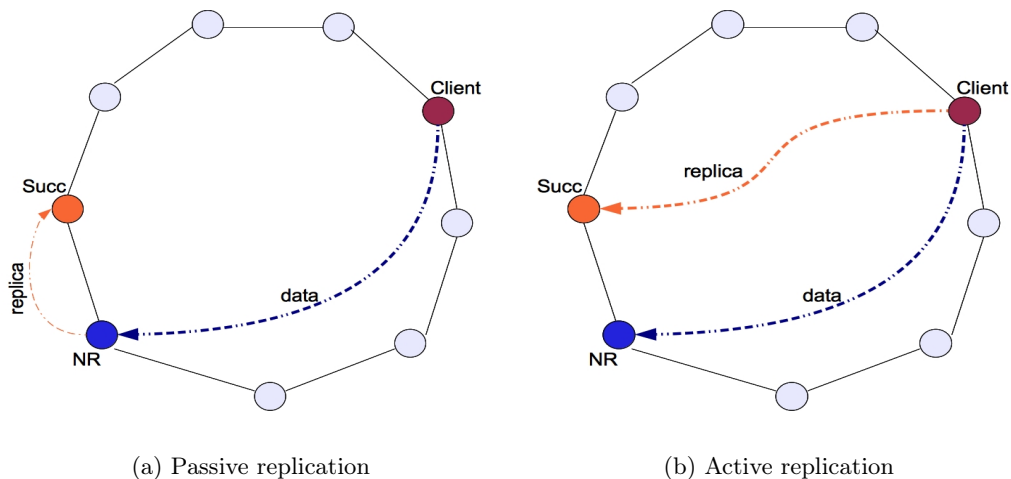 Client
Succ
replica
data
NR
(a) Passive replication
Client
replica
Succ
data
NR
(b) Active replication